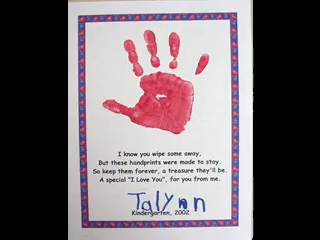 I know you wipe some away,
But these handprints were made to stay.
So keep them forever, a treasure they'll be.
A special "I Love You", for you from me.
Talynn
Kindergarten, 2002